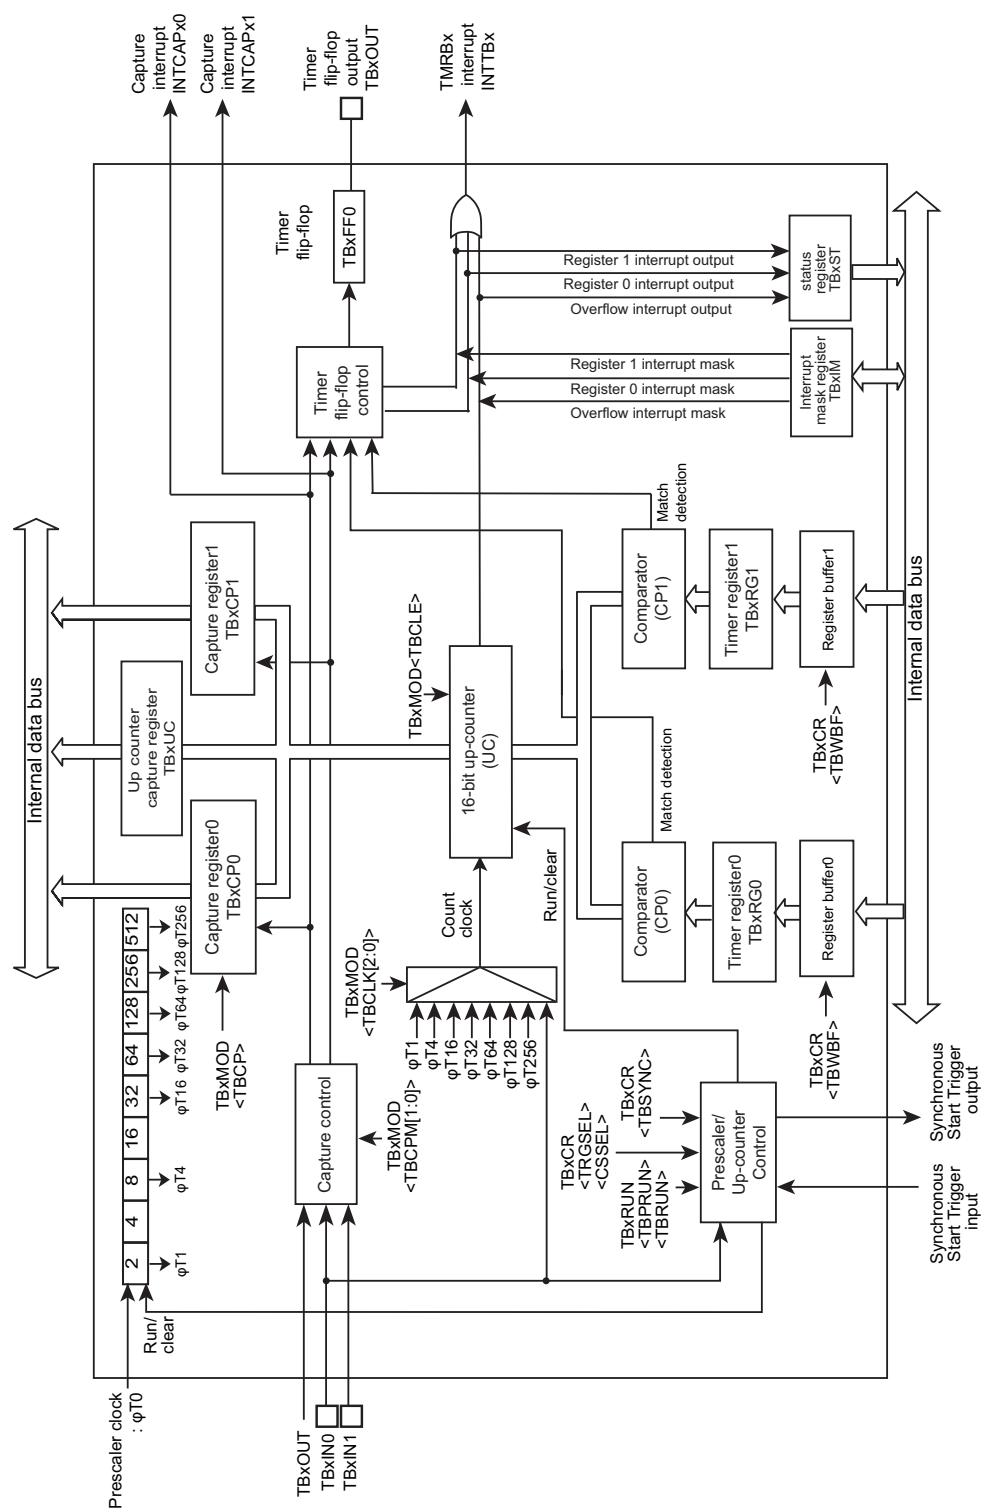 Prescaler clock
: φT0
Run/
clear
2
4
8
16
32
64
128
256
512
φT1
φT4
φT16
φT32
φT64
φT128
φT256
Internal data bus
Capture
interrupt
INTCAPx0
Capture
interrupt
INTCAPx1
Timer
flip-flop
output
TBxOUT
TMRBx
interrupt
INTTBx
TBxMOD
<TBCP>
Capture register0
TBxCP0
Up counter
capture register
TBxUC
Capture register1
TBxCP1
Timer
flip-flop
TBxFF0
TBxOUT
TBxIN0
TBxIN1
Capture control
TBxMOD
<TBCPM[1:0]>
TBxMOD
<TBCLK[2:0]>
φT1
φT4
φT16
φT32
φT64
φT128
φT256
Count
clock
TBxMOD<TBCLE>
16-bit up-counter
(UC)
Run/clear
Timer
flip-flop
control
Register 1 interrupt output
Register 0 interrupt output
Overflow interrupt output
Register 1 interrupt mask
Register 0 interrupt mask
Overflow interrupt mask
status
register
TBxST
Interrupt
mask register
TBxIM
TBxRUN
<TBPRUN>
<TBRUN>
TBxCR
<TRGSEL>
<CSSEL>
TBxCR
<TBSYNC>
Prescaler/
Up-counter
Control
Match detection
Comparator
(CP0)
Timer register0
TBxRG0
Register buffer0
TBxCR
<TBWBF>
Match
detection
Comparator
(CP1)
Timer register1
TBxRG1
Register buffer1
TBxCR
<TBWBF>
Internal data bus
Synchronous
Start Trigger
input
Synchronous
Start Trigger
output